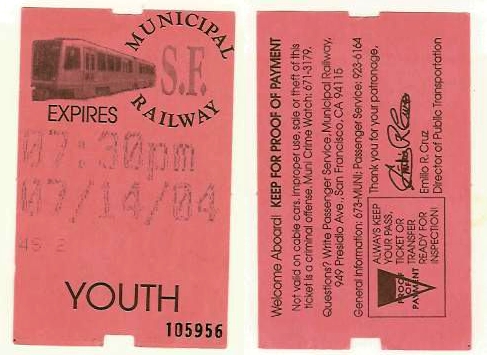 MUNICIPAL
S.F.
RAILWAY
EXPIRES
07:30pm
07/14/04
4S 2
YOUTH
105956
Welcome Aboard! KEEP FOR PROOF OF PAYMENT
Not valid on cable cars. Improper use, sale or theft of this
ticket is a criminal offense. Muni Crime Watch: 671-3179.
Questions? Write Passenger Service, Municipal Railway,
949 Presidio Ave., San Francisco, CA 94115
General Information: 673-MUNI; Passenger Service: 923-6164
Thank you for your patronage.
Emilio R. Cruz
Emilio R. Cruz
Director of Public Transportation
ALWAYS KEEP
YOUR PASS,
TICKET OR
TRANSFER
READY FOR
INSPECTION!
PROOF
OF
PAYMENT